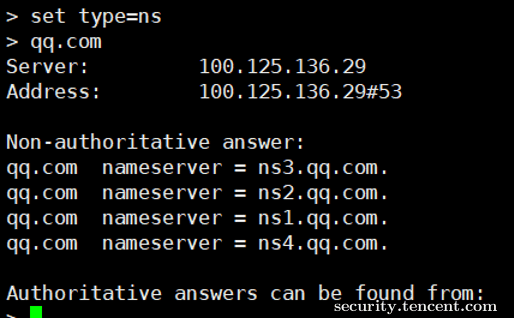 > set type=ns
> qq.com
Server:         100.125.136.29
Address:        100.125.136.29#53

Non-authoritative answer:
qq.com  nameserver = ns3.qq.com.
qq.com  nameserver = ns2.qq.com.
qq.com  nameserver = ns1.qq.com.
qq.com  nameserver = ns4.qq.com.

Authoritative answers can be found from:
security.tencent.com
>